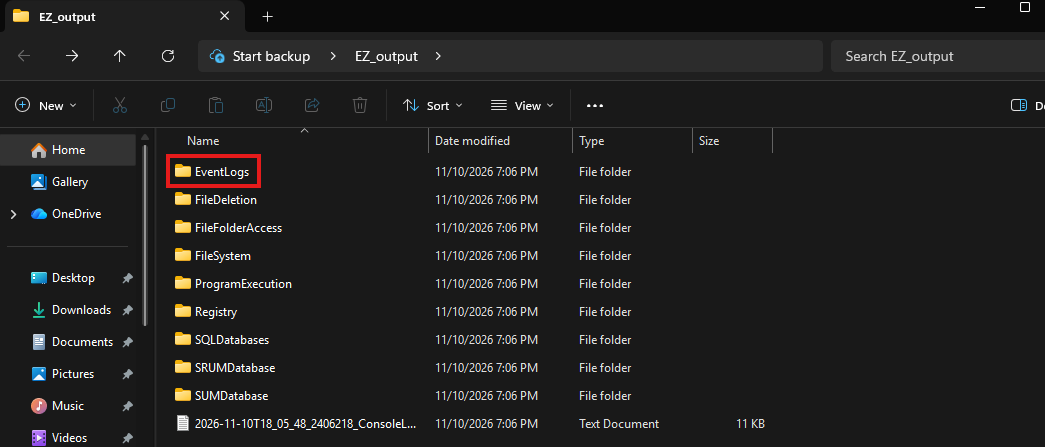 EZ_output
Start backup > EZ_output >
Search EZ_output
New
Sort
View
Name Date modified Type Size
Home
Gallery
OneDrive
Desktop
Downloads
Documents
Pictures
Music
Videos
EventLogs 11/10/2026 7:06 PM File folder
FileDeletion 11/10/2026 7:06 PM File folder
FileFolderAccess 11/10/2026 7:06 PM File folder
FileSystem 11/10/2026 7:06 PM File folder
ProgramExecution 11/10/2026 7:06 PM File folder
Registry 11/10/2026 7:06 PM File folder
SQLDatabases 11/10/2026 7:06 PM File folder
SRUMDatabase 11/10/2026 7:06 PM File folder
SUMDatabase 11/10/2026 7:06 PM File folder
2026-11-10T18_05_48_2406218_ConsoleL... 11/10/2026 7:06 PM Text Document 11 KB